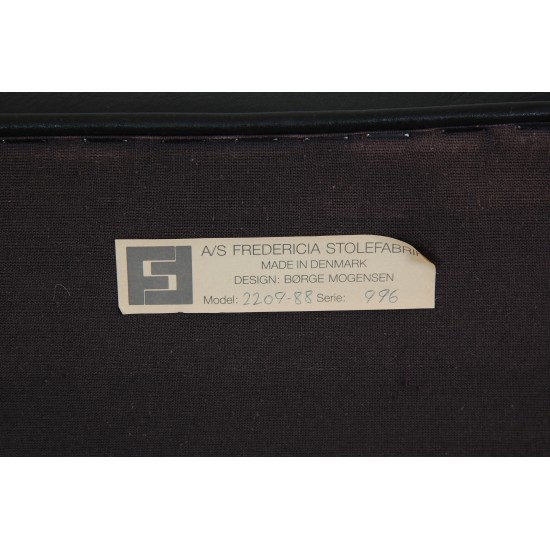 A/S FREDERICIA STOLEFABRI
MADE IN DENMARK
DESIGN: BØRGE MOGENSEN
Model: 2209-88 Serie: 996